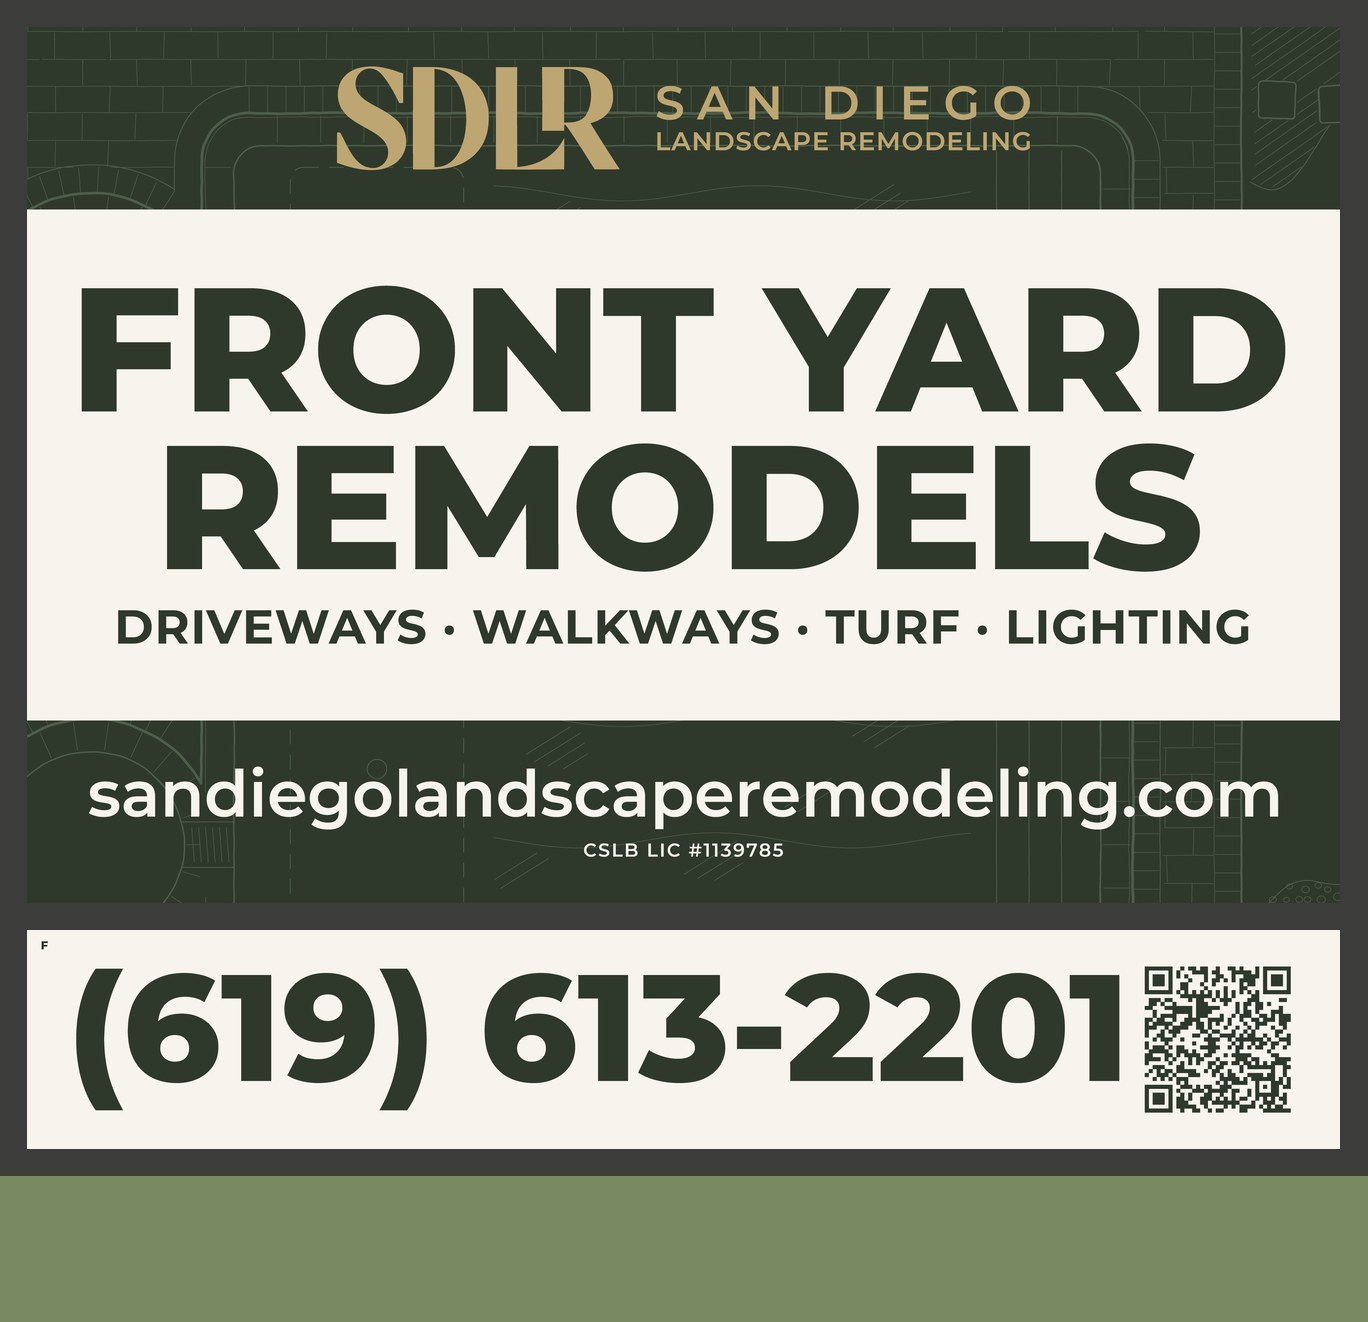 SDLR
SAN DIEGO
LANDSCAPE REMODELING
FRONT YARD
REMODELS
DRIVEWAYS · WALKWAYS · TURF · LIGHTING
sandiegolandscaperemodeling.com
CSLB LIC #1139785
F
(619) 613-2201